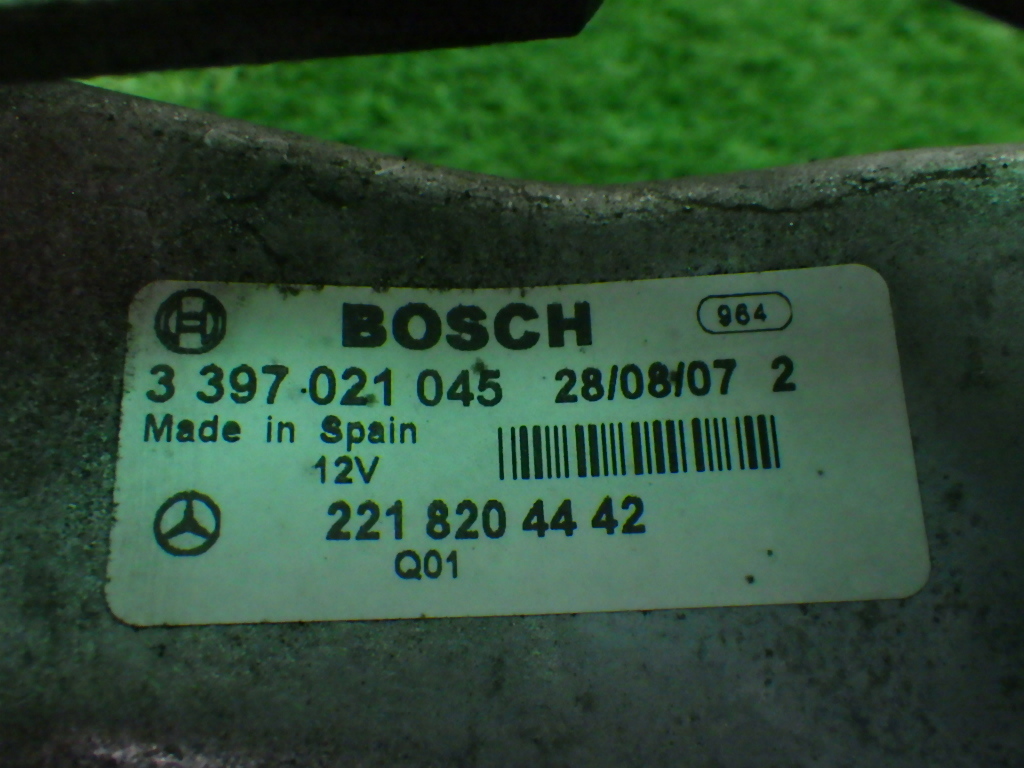 BOSCH 964
3 397 021 045 28/08/07 2
Made in Spain
12V
221 820 44 42
Q01